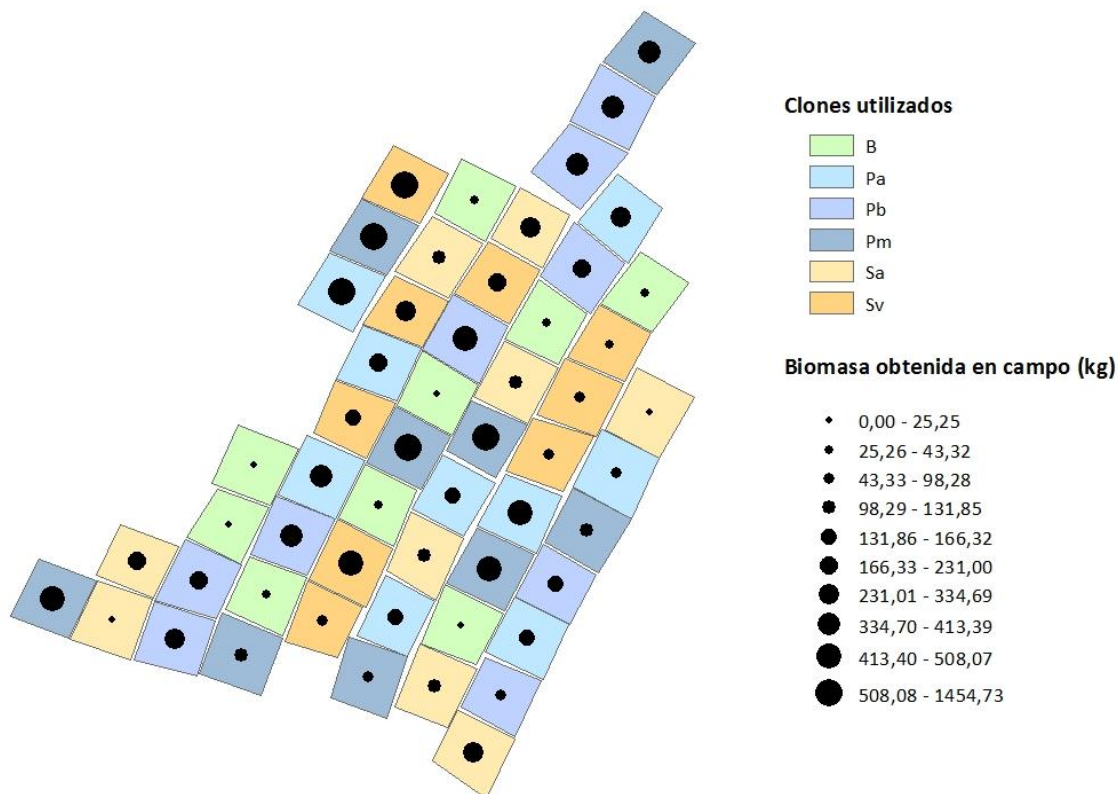 Clones utilizados
B
Pa
Pb
Pm
Sa
Sv
Biomasa obtenida en campo (kg)
0,00 - 25,25
25,26 - 43,32
43,33 - 98,28
98,29 - 131,85
131,86 - 166,32
166,33 - 231,00
231,01 - 334,69
334,70 - 413,39
413,40 - 508,07
508,08 - 1454,73